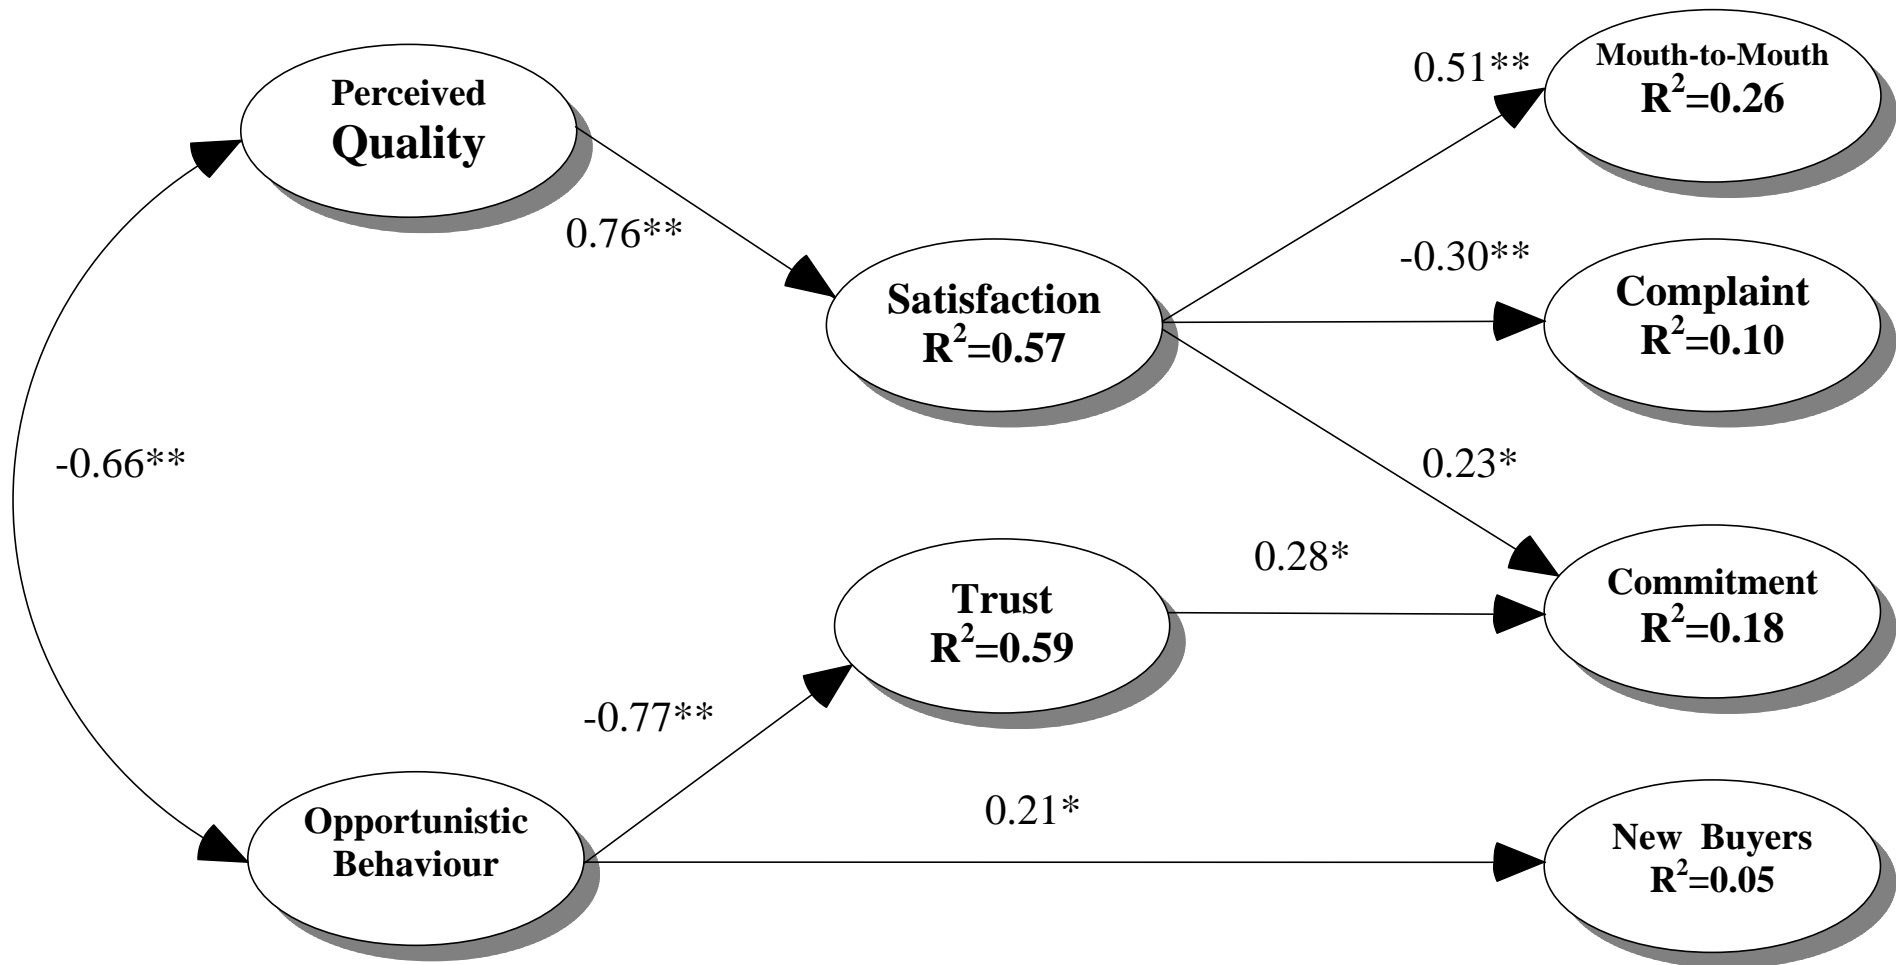 Perceived
Quality
0.76**
-0.66**
Opportunistic
Behaviour
Satisfaction
R²=0.57
Trust
R²=0.59
-0.77**
0.21*
0.51**
Mouth-to-Mouth
R²=0.26
-0.30**
Complaint
R²=0.10
0.23*
0.28*
Commitment
R²=0.18
New Buyers
R²=0.05